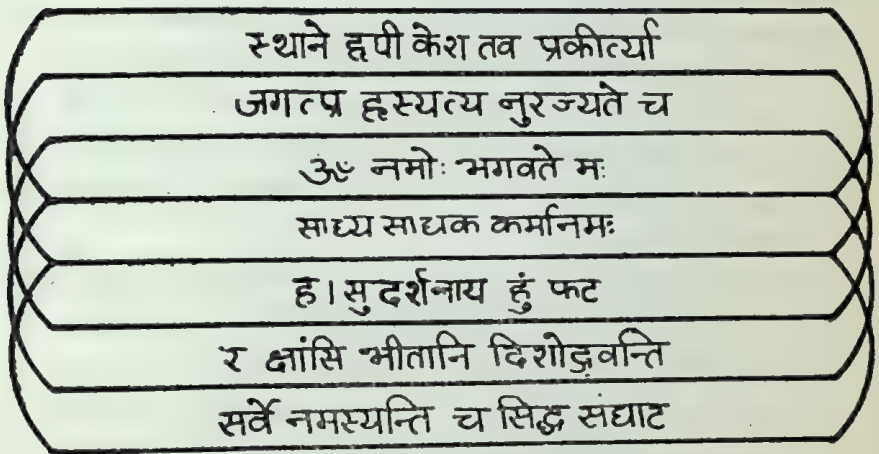 स्थाने हृपी केश तव प्रकीर्त्या
जगत्प्र हृस्यत्य नुरज्यते च
ॐ नमोः भगवते मः
साध्य साधक कर्मानमः
ह। सुदर्शनाय हुं फट
र क्षांसि भीतानि दिशोद्रवन्ति
सर्वे नमस्यन्ति च सिद्ध संघाट